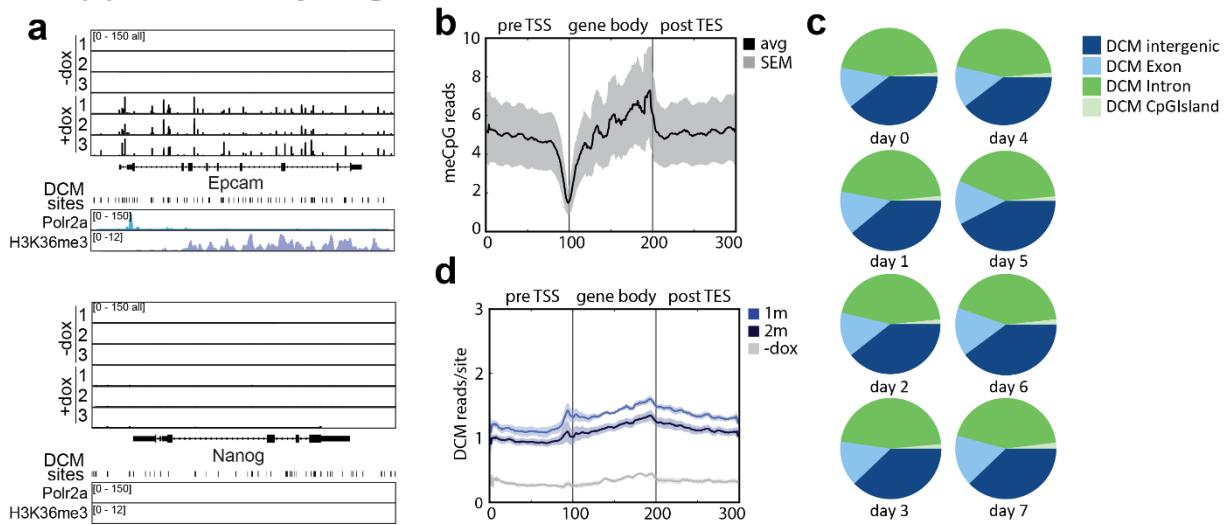 a
[0 - 150 all]
-dox
1
2
3
+dox
1
2
3
Epcam
DCM
sites
Polr2a
[0 - 150]
H3K36me3
[0 -12]
[0 - 150 all]
-dox
1
2
3
+dox
1
2
3
Nanog
DCM
sites
Polr2a
[0 - 150]
H3K36me3
[0 - 12]
b
pre TSS
gene body
post TES
avg
SEM
meCpG reads
10
8
6
4
2
0
0
100
200
300
d
pre TSS
gene body
post TES
1m
2m
-dox
DCM reads/site
3
2
1
0
0
100
200
300
c
DCM intergenic
DCM Exon
DCM Intron
DCM CpGIsland
day 0
day 4
day 1
day 5
day 2
day 6
day 3
day 7